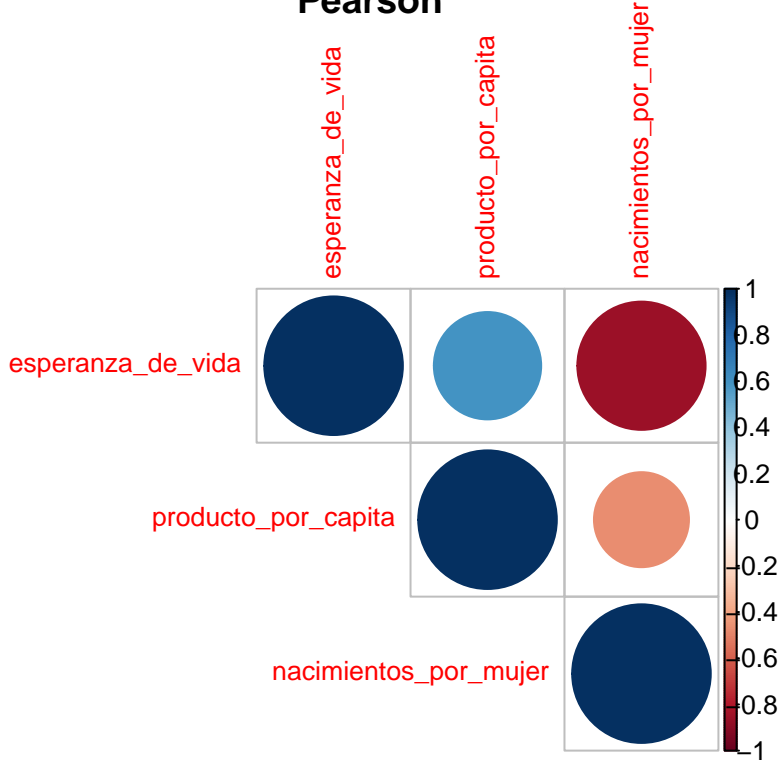 Pearson
esperanza_de_vida
producto_por_capita
nacimientos_por_mujer
esperanza_de_vida
producto_por_capita
nacimientos_por_mujer
1
0.8
0.6
0.4
0.2
0
−0.2
−0.4
−0.6
−0.8
−1